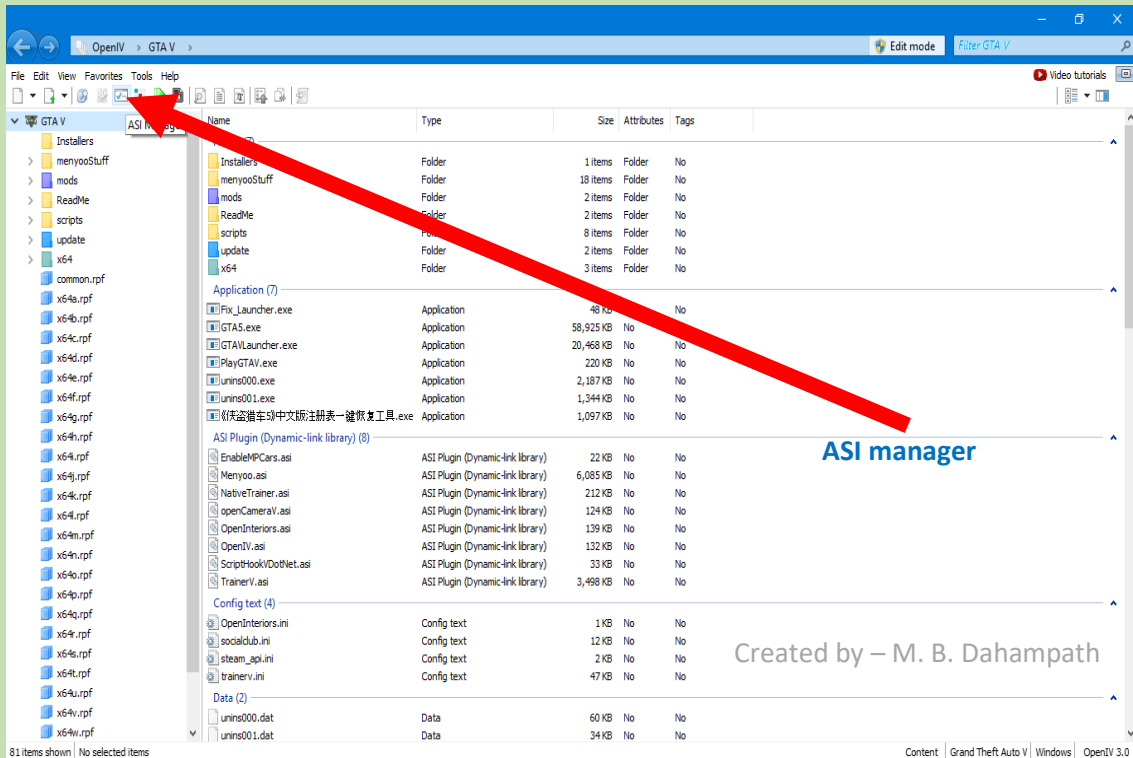 OpenIV › GTA V ›
Edit mode
Filter GTA V
File Edit View Favorites Tools Help
Video tutorials
GTA V
Installers
menyooStuff
mods
ReadMe
scripts
update
x64
common.rpf
x64a.rpf
x64b.rpf
x64c.rpf
x64d.rpf
x64e.rpf
x64f.rpf
x64g.rpf
x64h.rpf
x64i.rpf
x64j.rpf
x64k.rpf
x64l.rpf
x64m.rpf
x64n.rpf
x64o.rpf
x64p.rpf
x64q.rpf
x64r.rpf
x64s.rpf
x64t.rpf
x64u.rpf
x64v.rpf
x64w.rpf
ASI
Name Type Size Attributes Tags
Installers Folder 1 items Folder No
menyooStuff Folder 18 items Folder No
mods Folder 2 items Folder No
ReadMe Folder 2 items Folder No
scripts 8 items Folder No
update Folder 2 items Folder No
x64 Folder 3 items Folder No
Application (7)
Fix_Launcher.exe Application 48 KB No
GTA5.exe Application 58,925 KB No No
GTAVLauncher.exe Application 20,468 KB No No
PlayGTAV.exe Application 220 KB No No
unins000.exe Application 2,187 KB No No
unins001.exe Application 1,344 KB No No
《侠盗猎车5》中文版注册表一键恢复工具.exe Application 1,097 KB No No
ASI Plugin (Dynamic-link library) (8)
EnableMPCars.asi ASI Plugin (Dynamic-link library) 22 KB No No
Menyoo.asi ASI Plugin (Dynamic-link library) 6,085 KB No No
NativeTrainer.asi ASI Plugin (Dynamic-link library) 212 KB No No
openCameraV.asi ASI Plugin (Dynamic-link library) 124 KB No No
OpenInteriors.asi ASI Plugin (Dynamic-link library) 139 KB No No
OpenIV.asi ASI Plugin (Dynamic-link library) 132 KB No No
ScriptHookVDotNet.asi ASI Plugin (Dynamic-link library) 33 KB No No
TrainerV.asi ASI Plugin (Dynamic-link library) 3,498 KB No No
Config text (4)
OpenInteriors.ini Config text 1 KB No No
socialclub.ini Config text 12 KB No No
steam_api.ini Config text 2 KB No No
trainerv.ini Config text 47 KB No No
Data (2)
unins000.dat Data 60 KB No No
unins001.dat Data 34 KB No No
ASI manager
Created by – M. B. Dahampath
81 items shown No selected items
Content Grand Theft Auto V Windows OpenIV 3.0